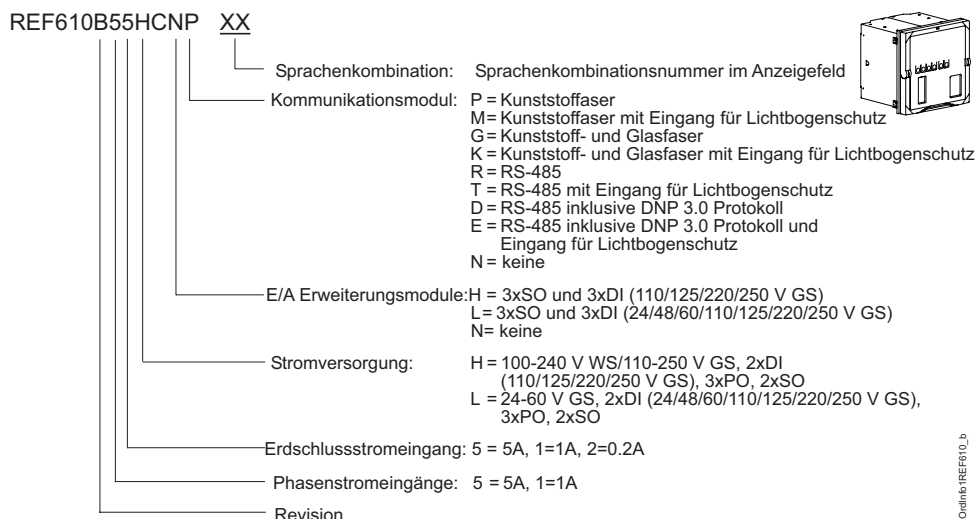 REF610B55HCNP XX
Sprachenkombination: Sprachenkombinationsnummer im Anzeigefeld
Kommunikationsmodul: P = Kunststoffaser
M= Kunststoffaser mit Eingang für Lichtbogenschutz
G= Kunststoff- und Glasfaser
K = Kunststoff- und Glasfaser mit Eingang für Lichtbogenschutz
R = RS-485
T = RS-485 mit Eingang für Lichtbogenschutz
D = RS-485 inklusive DNP 3.0 Protokoll
E = RS-485 inklusive DNP 3.0 Protokoll und
Eingang für Lichtbogenschutz
N = keine
E/A Erweiterungsmodule:H = 3xSO und 3xDI (110/125/220/250 V GS)
L= 3xSO und 3xDI (24/48/60/110/125/220/250 V GS)
N= keine
Stromversorgung: H = 100-240 V WS/110-250 V GS, 2xDI
(110/125/220/250 V GS), 3xPO, 2xSO
L = 24-60 V GS, 2xDI (24/48/60/110/125/220/250 V GS),
3xPO, 2xSO
Erdschlussstromeingang: 5 = 5A, 1=1A, 2=0.2A
Phasenstromeingänge: 5 = 5A, 1=1A
Revision
OrdInfo1REF610_b